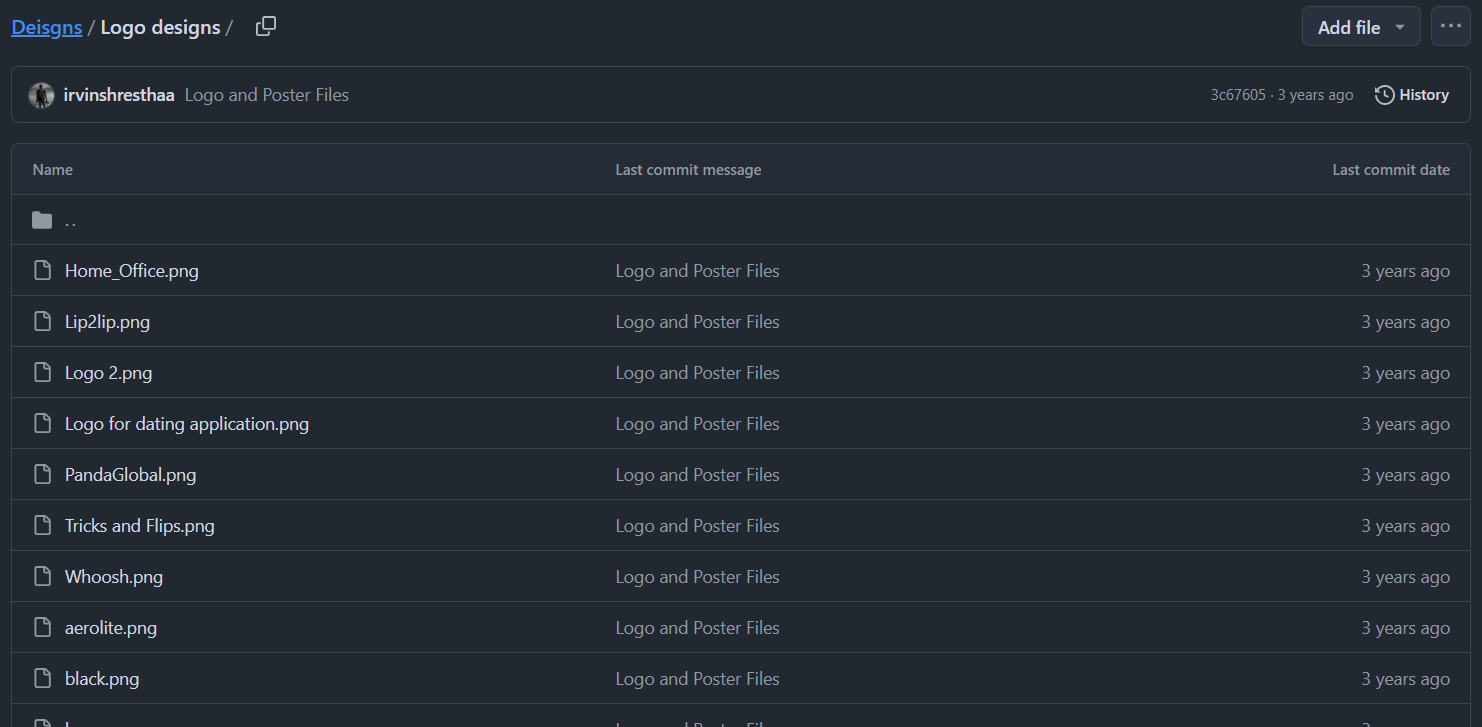 Deisgns / Logo designs /
Add file
irvinshresthaa Logo and Poster Files
3c67605 · 3 years ago
History
Name Last commit message Last commit date
..
Home_Office.png Logo and Poster Files 3 years ago
Lip2lip.png Logo and Poster Files 3 years ago
Logo 2.png Logo and Poster Files 3 years ago
Logo for dating application.png Logo and Poster Files 3 years ago
PandaGlobal.png Logo and Poster Files 3 years ago
Tricks and Flips.png Logo and Poster Files 3 years ago
Whoosh.png Logo and Poster Files 3 years ago
aerolite.png Logo and Poster Files 3 years ago
black.png Logo and Poster Files 3 years ago